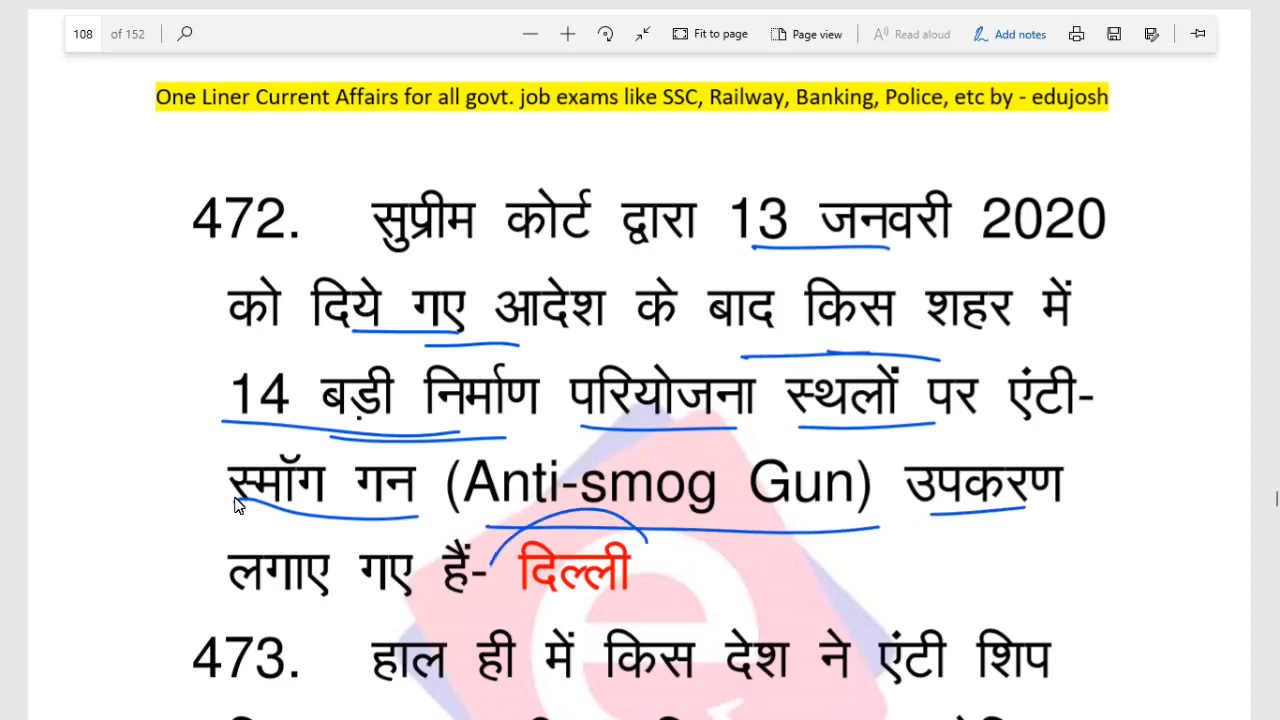 108 of 152 Fit to page Page view Read aloud Add notes
One Liner Current Affairs for all govt. job exams like SSC, Railway, Banking, Police, etc by - edujosh
472. सुप्रीम कोर्ट द्वारा 13 जनवरी 2020
को दिये गए आदेश के बाद किस शहर में
14 बड़ी निर्माण परियोजना स्थलों पर एंटी-
स्मॉग गन (Anti-smog Gun) उपकरण
लगाए गए हैं- दिल्ली
473. हाल ही में किस देश ने एंटी शिप